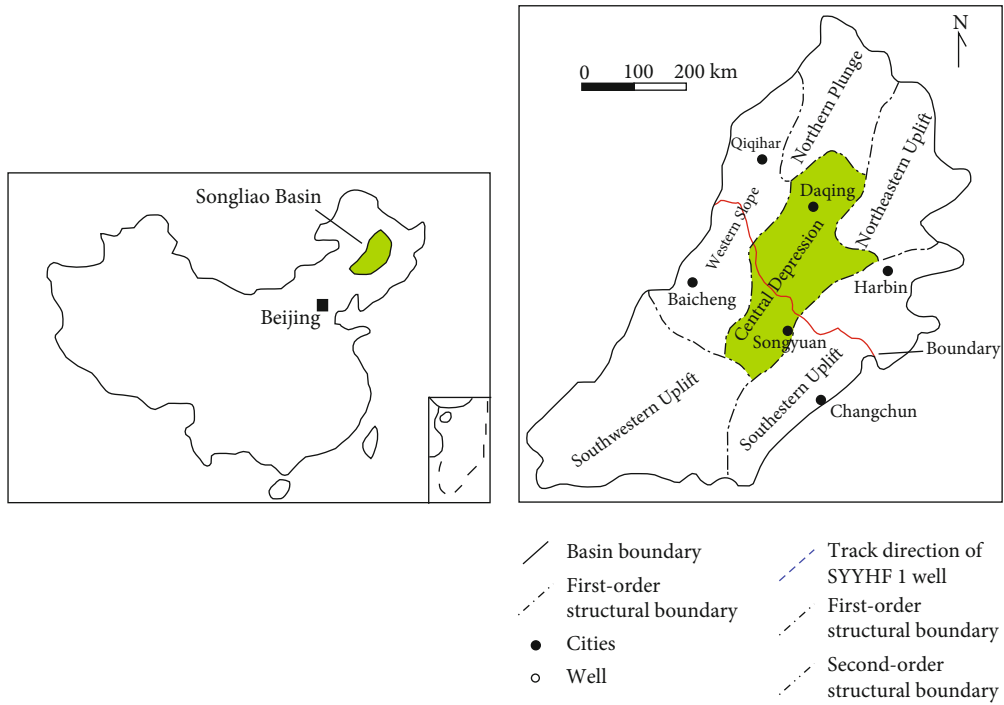 Songliao Basin
Beijing
N
0 100 200 km
Qiqihar
Northern Plunge
Northeastern Uplift
Daqing
Western Slope
Central Depression
Baicheng
Harbin
Songyuan
Boundary
Southwestern Uplift
Southestern Uplift
Changchun
Basin boundary
First-order
structural boundary
Cities
Well
Track direction of
SYYHF 1 well
First-order
structural boundary
Second-order
structural boundary